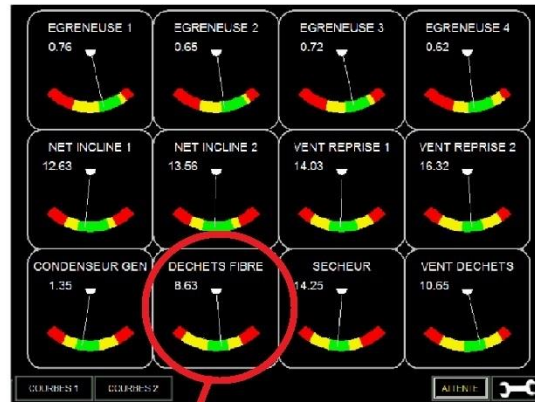 EGRENEUSE 1
0.76
EGRENEUSE 2
0.65
EGRENEUSE 3
0.72
EGRENEUSE 4
0.62
NET INCLINE 1
12.63
NET INCLINE 2
13.56
VENT REPRISE 1
14.03
VENT REPRISE 2
16.32
CONDENSEUR GEN
1.35
DECHETS FIBRE
8.63
SECHEUR
14.25
VENT DECHETS
10.65
COURBES 1
COURBES 2
ATTENTE